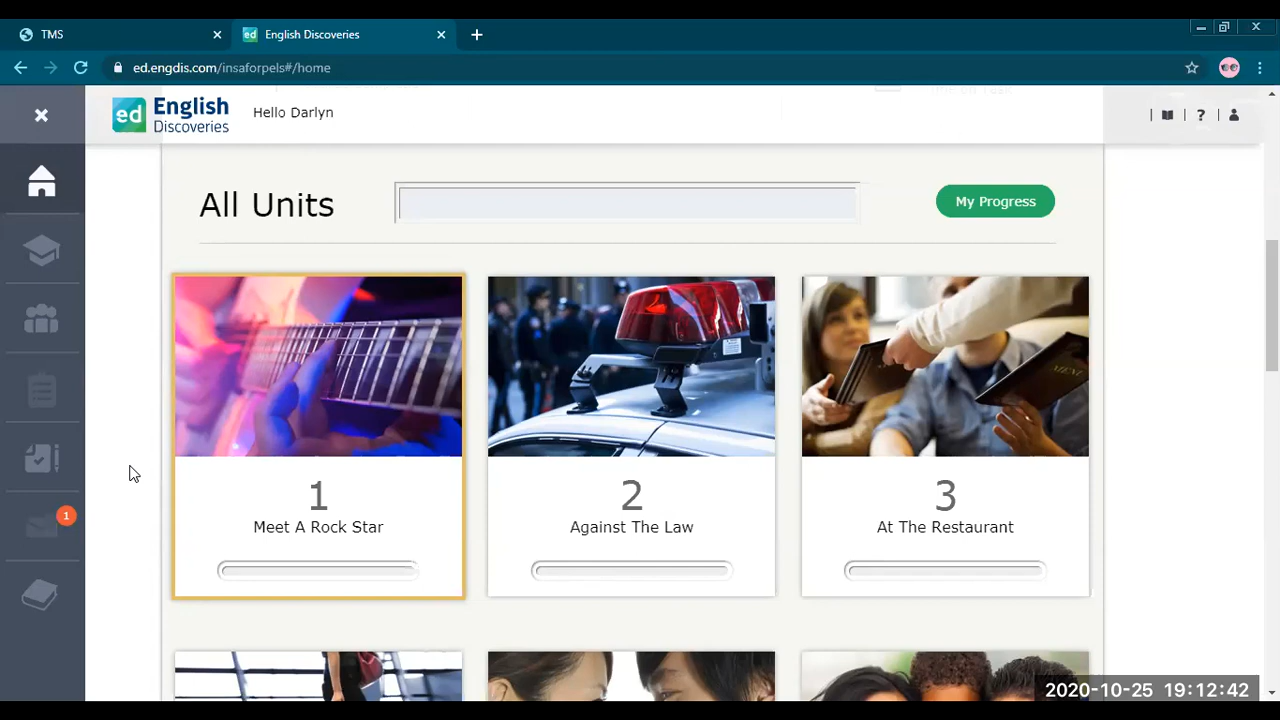 TMS
English Discoveries
ed.engdis.com/insaforpels#/home
ed English Discoveries
Hello Darlyn
?
All Units
My Progress
1
Meet A Rock Star
2
Against The Law
3
At The Restaurant
1
2020-10-25 19:12:42